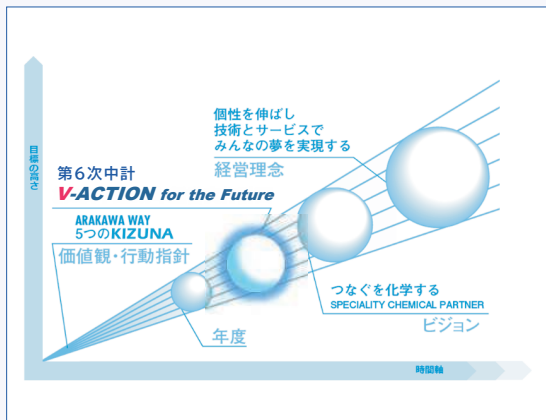 目標の高さ
個性を伸ばし
技術とサービスで
みんなの夢を実現する
経営理念
第6次中計
V-ACTION for the Future
ARAKAWA WAY
5つのKIZUNA
価値観・行動指針
つなぐを化学する
SPECIALITY CHEMICAL PARTNER
ビジョン
年度
時間軸